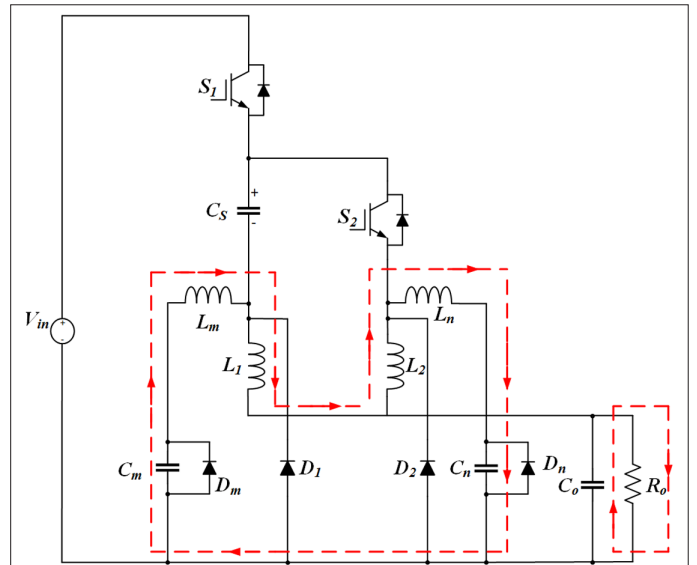 S1
+
CS
-
S2
Vin
+
-
Lm
Ln
L1
L2
Cm
Dm
D1
D2
Cn
Dn
Co
Ro